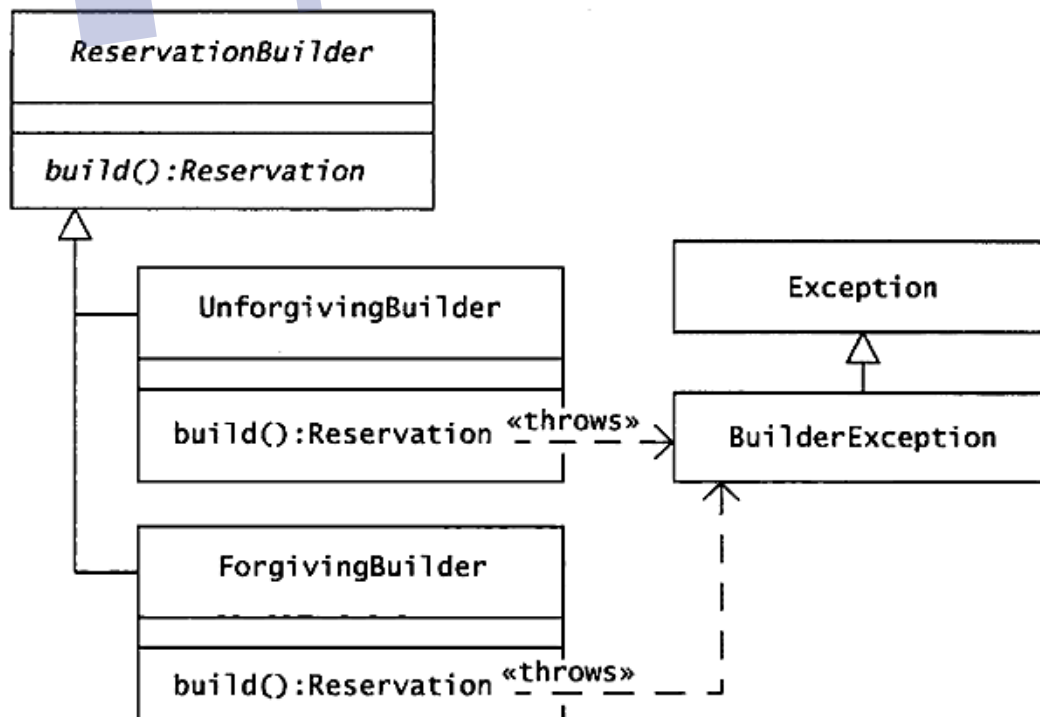 ReservationBuilder
build():Reservation
UnforgivingBuilder
build():Reservation
«throws»
Exception
BuilderException
ForgivingBuilder
build():Reservation
«throws»